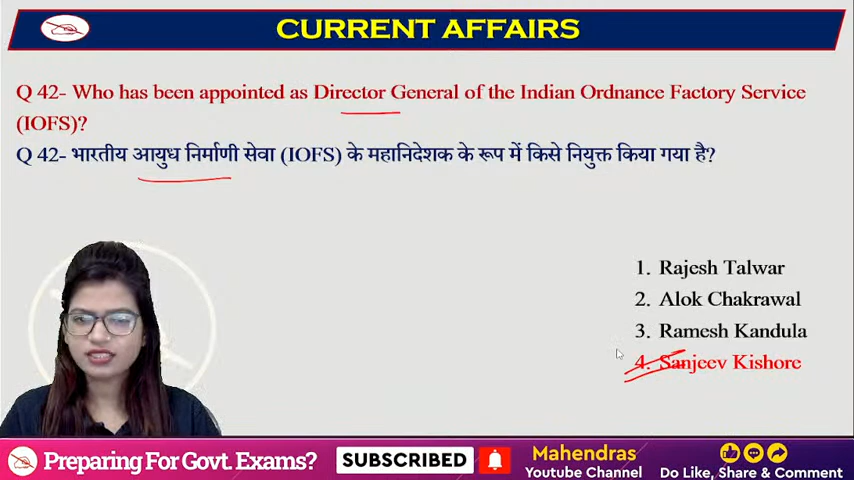 CURRENT AFFAIRS
Q 42- Who has been appointed as Director General of the Indian Ordnance Factory Service
(IOFS)?
Q 42- भारतीय आयुध निर्माणी सेवा (IOFS) के महानिदेशक के रूप में किसे नियुक्त किया गया है?
1. Rajesh Talwar
2. Alok Chakrawal
3. Ramesh Kandula
4. Sanjeev Kishore
Preparing For Govt. Exams?
SUBSCRIBED
Mahendras
Youtube Channel
Do Like, Share & Comment